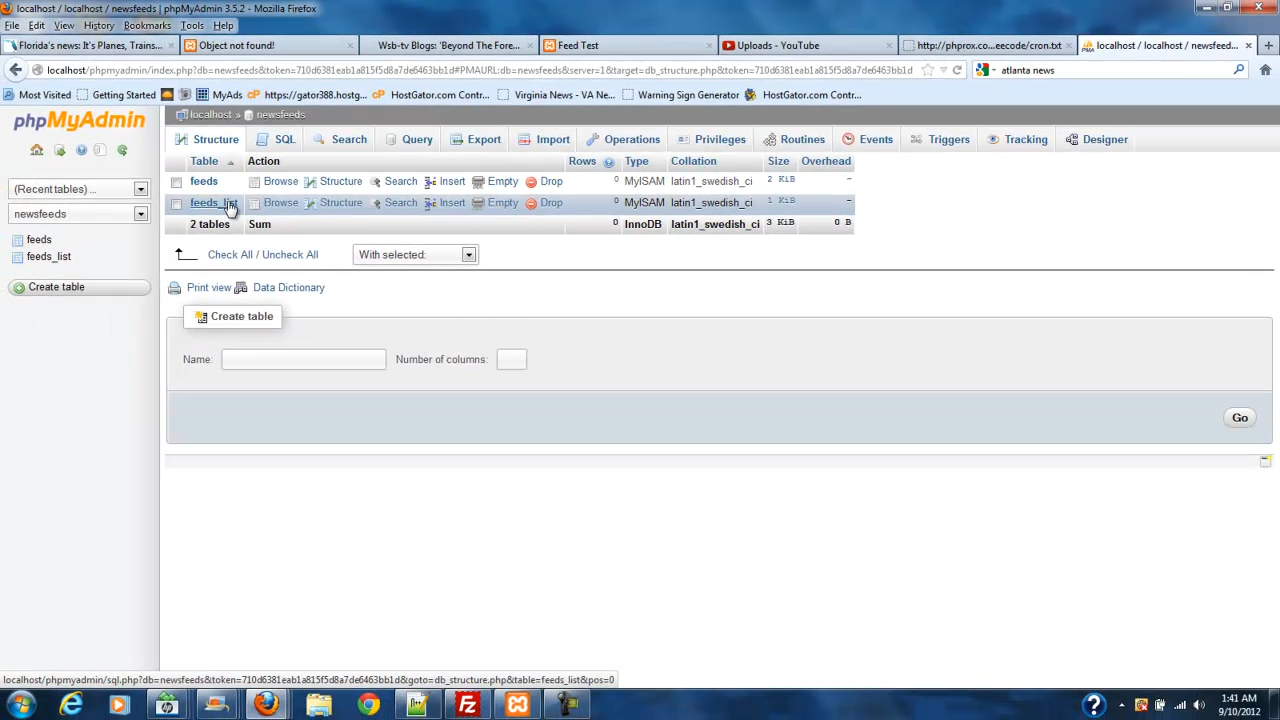 localhost / localhost / newsfeeds | phpMyAdmin 3.5.2 - Mozilla Firefox
File Edit View History Bookmarks Tools Help
Florida's news: It's Planes, Trains... Object not found! Wsb-tv Blogs: 'Beyond The Fore... Feed Test Uploads - YouTube http://phprox.co...eecode/cron.txt localhost / localhost / newsfeed...
localhost/phpmyadmin/index.php?db=newsfeeds&token=710d6381eab1a815f5d8a7de6463bb1d#PMAURL:db=newsfeeds&server=1&target=db_structure.php&token=710d6381eab1a815f5d8a7de6463bb1d atlanta news
Most Visited Getting Started MyAds https://gator388.hostg... HostGator.com Contr... Virginia News - VA Ne... Warning Sign Generator HostGator.com Contr...
phpMyAdmin
localhost » newsfeeds
Structure SQL Search Query Export Import Operations Privileges Routines Events Triggers Tracking Designer
Table Action Rows Type Collation Size Overhead
feeds Browse Structure Search Insert Empty Drop 0 MyISAM latin1_swedish_ci 2 KiB -
feeds_list Browse Structure Search Insert Empty Drop 0 MyISAM latin1_swedish_ci 1 KiB -
2 tables Sum 0 InnoDB latin1_swedish_ci 3 KiB 0 B
(Recent tables) ...
newsfeeds
feeds
feeds_list
Create table
Check All / Uncheck All With selected:
Print view Data Dictionary
Create table
Name: Number of columns:
Go
localhost/phpmyadmin/sql.php?db=newsfeeds&token=710d6381eab1a815f5d8a7de6463bb1d&goto=db_structure.php&table=feeds_list&pos=0
1:41 AM
9/10/2012